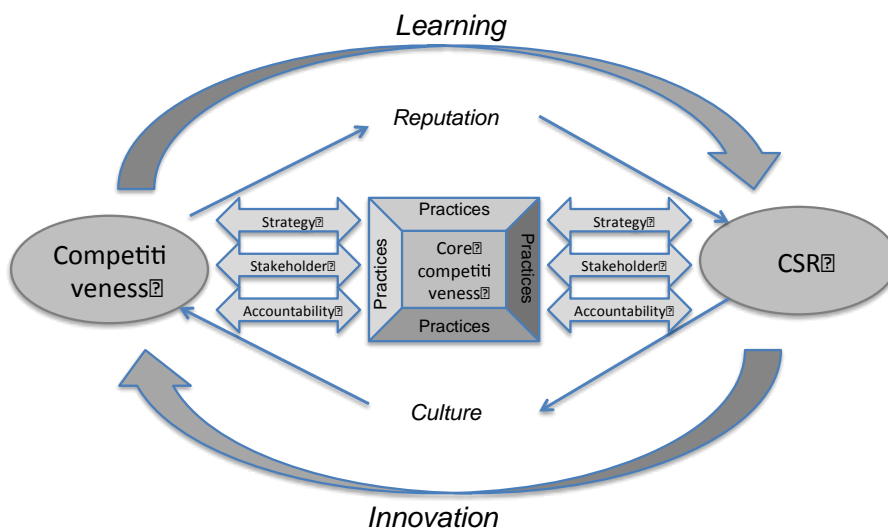 Learning
Reputation
Strategy⍰
Stakeholder⍰
Accountability⍰
Practices
Practices
Core⍰
competiti
veness⍰
Practices
Practices
Strategy⍰
Stakeholder⍰
Accountability⍰
Competiti
veness⍰
CSR⍰
Culture
Innovation